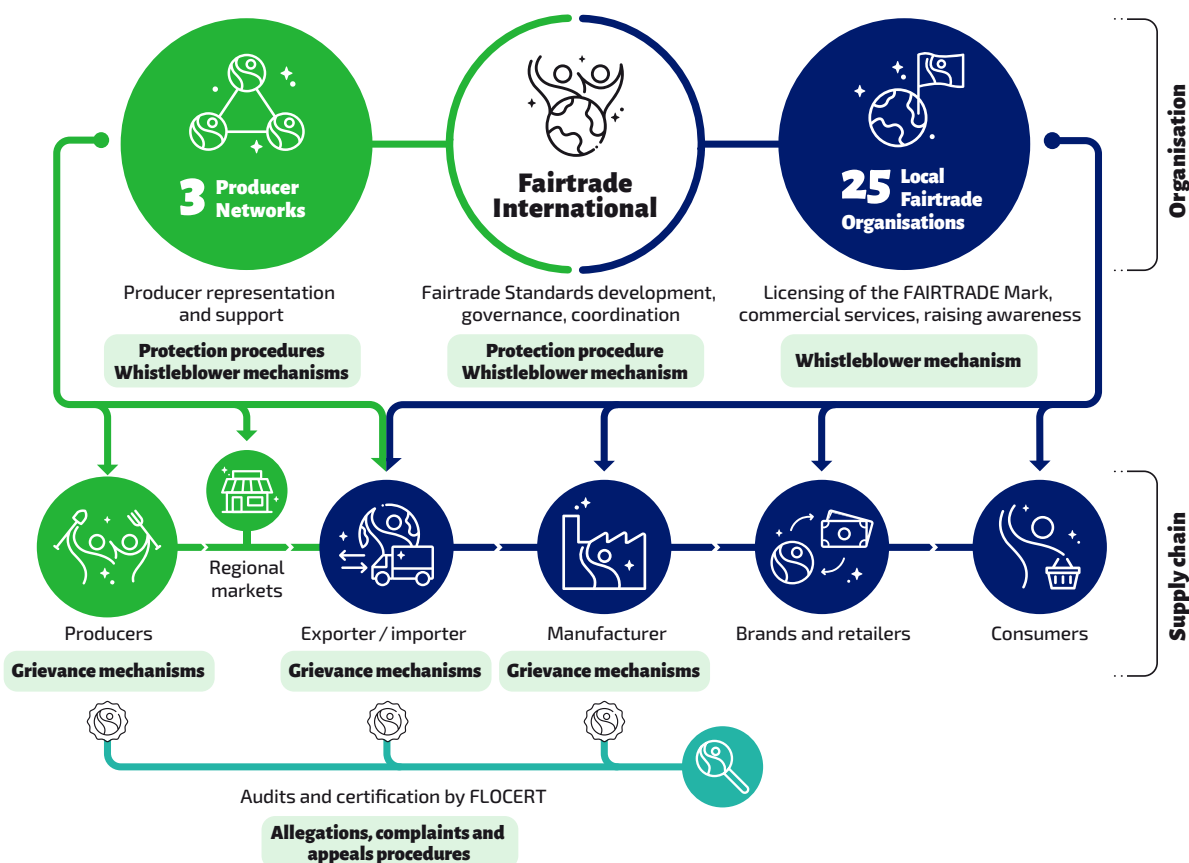 3 Producer
Networks
Fairtrade
International
25 Local
Fairtrade
Organisations
Organisation
Producer representation
and support
Protection procedures
Whistleblower mechanisms
Fairtrade Standards development,
governance, coordination
Protection procedure
Whistleblower mechanism
Licensing of the FAIRTRADE Mark,
commercial services, raising awareness
Whistleblower mechanism
Regional
markets
Supply chain
Producers
Grievance mechanisms
Exporter / importer
Grievance mechanisms
Manufacturer
Grievance mechanisms
Brands and retailers
Consumers
Audits and certification by FLOCERT
Allegations, complaints and
appeals procedures